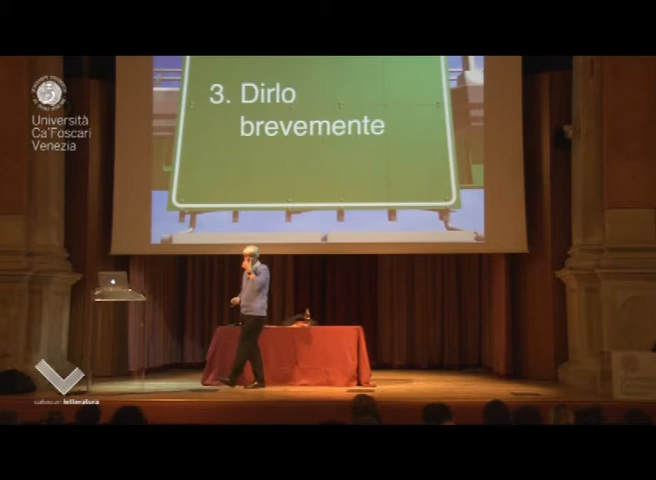 Università
Ca'Foscari
Venezia
3. Dirlo
brevemente
letteratura